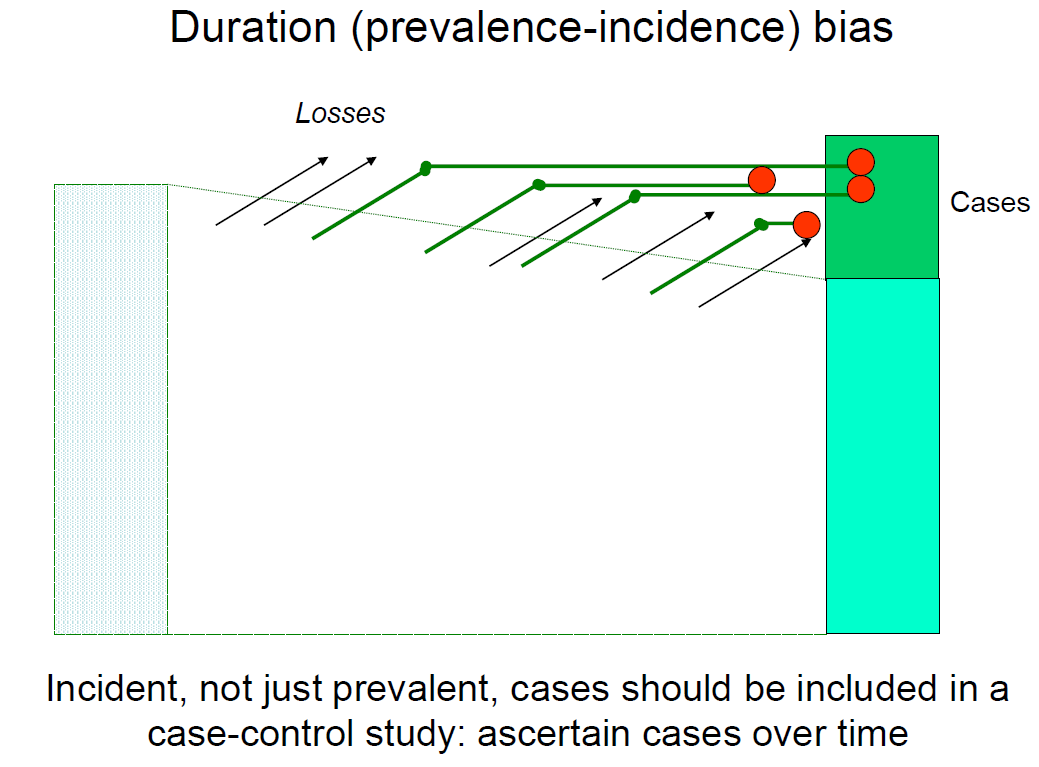 Duration (prevalence-incidence) bias
Losses
Cases
Incident, not just prevalent, cases should be included in a
case-control study: ascertain cases over time